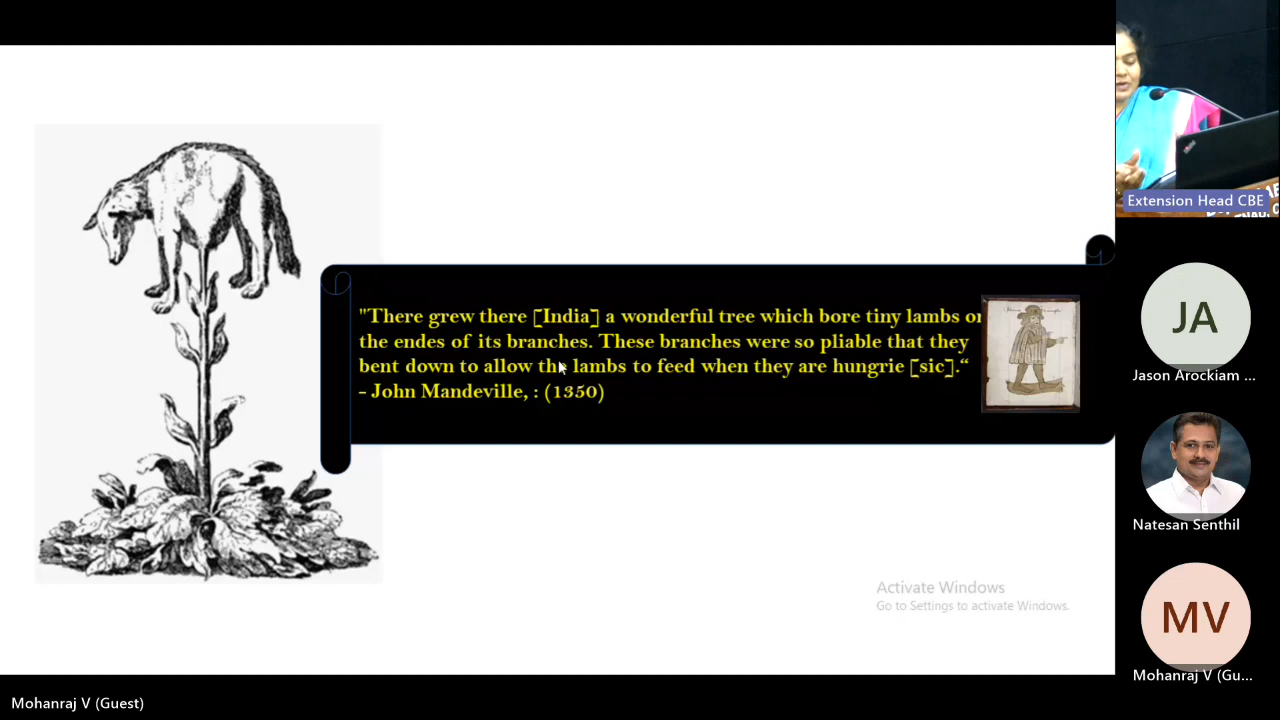 "There grew there [India] a wonderful tree which bore tiny lambs on
the endes of its branches. These branches were so pliable that they
bent down to allow the lambs to feed when they are hungrie [sic].“
- John Mandeville, : (1350)
Activate Windows
Go to Settings to activate Windows.
Extension Head CBE
JA
Jason Arockiam ...
Natesan Senthil
MV
Mohanraj V (Gu...
Mohanraj V (Guest)